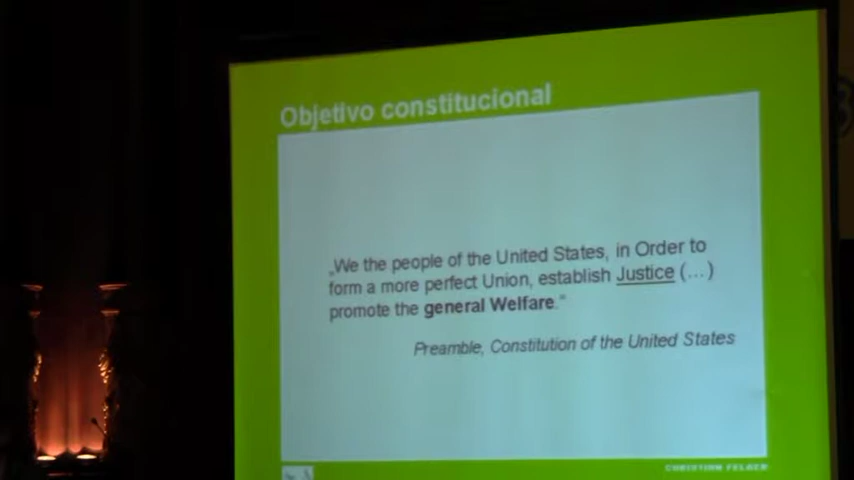 Objetivo constitucional
„We the people of the United States, in Order to
form a more perfect Union, establish Justice (...)
promote the general Welfare.“
Preamble, Constitution of the United States
CHRISTIAN FELBER